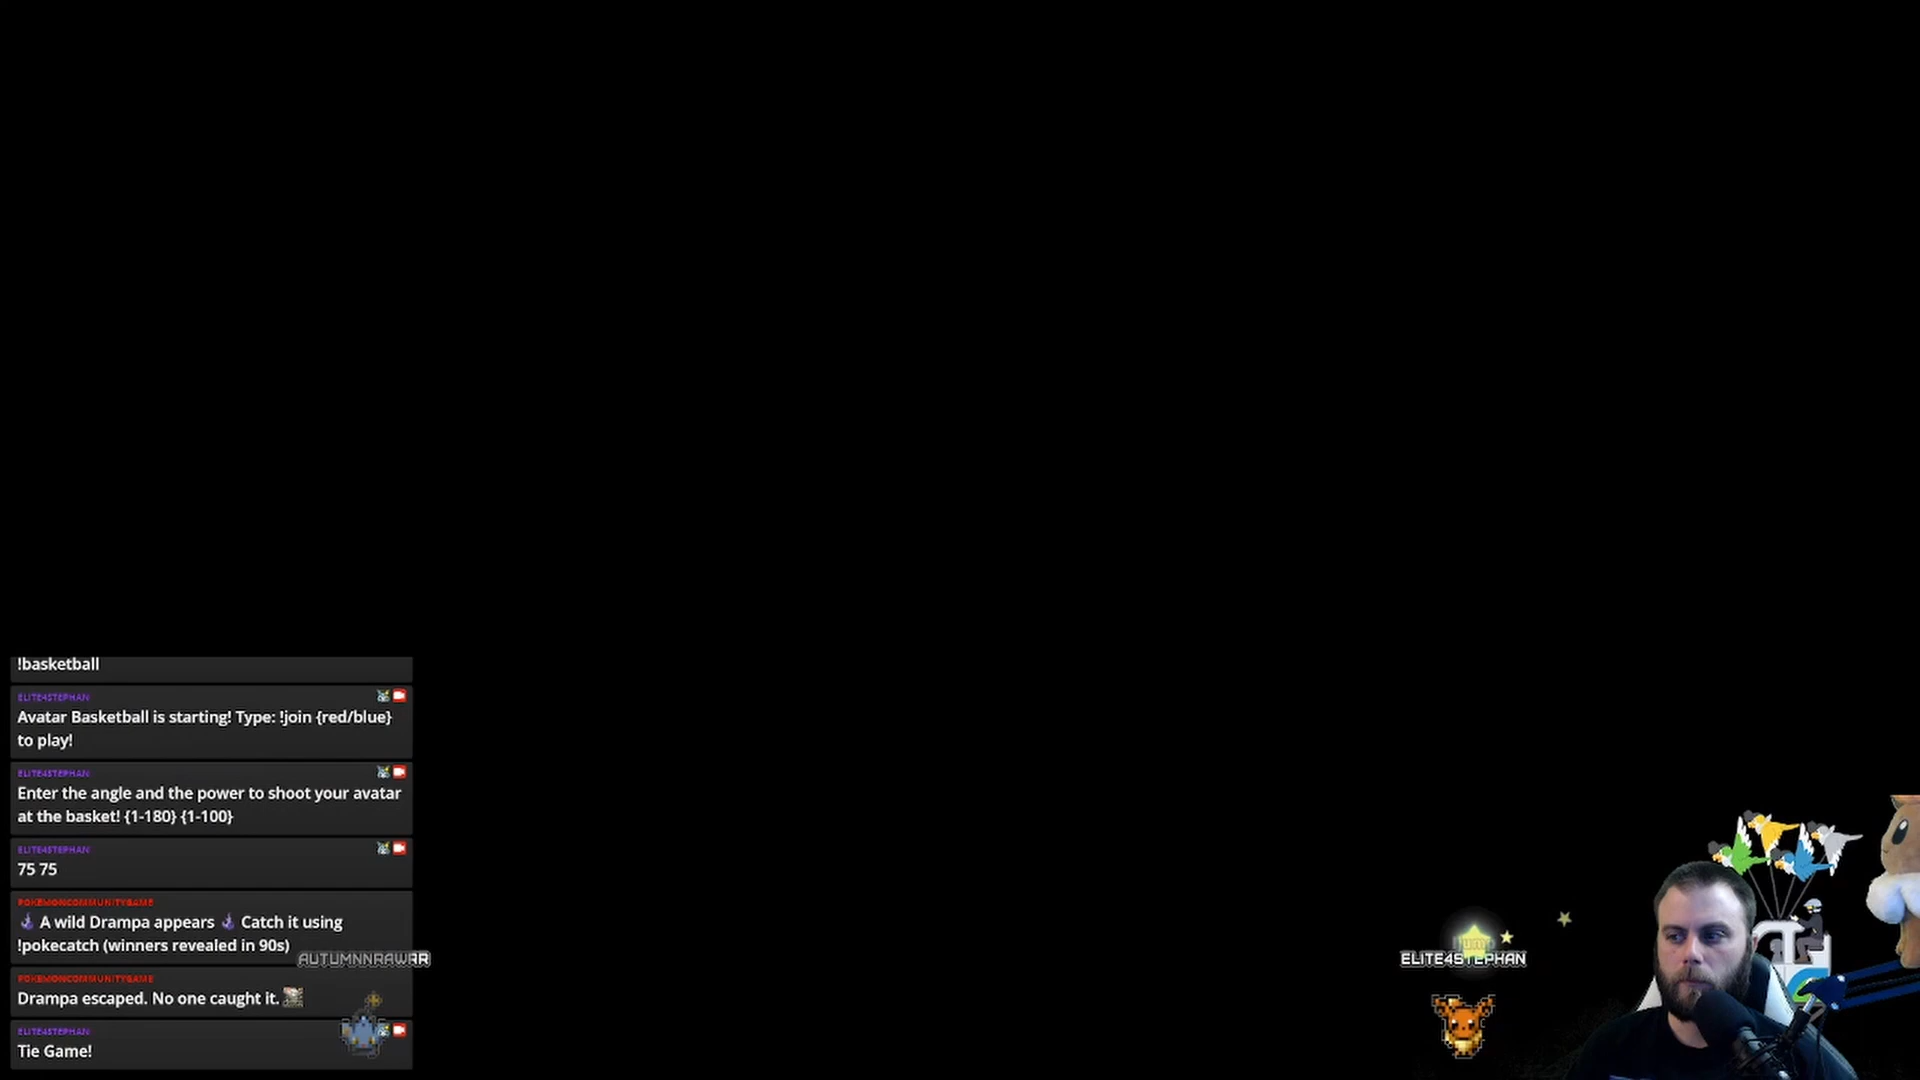 !basketball
ELITE4STEPHAN
Avatar Basketball is starting! Type: !join {red/blue}
to play!
ELITE4STEPHAN
Enter the angle and the power to shoot your avatar
at the basket! {1-180} {1-100}
ELITE4STEPHAN
75 75
POKEMONCOMMUNITYGAME
A wild Drampa appears Catch it using
!pokecatch (winners revealed in 90s)
AUTUMNNRAWRR
POKEMONCOMMUNITYGAME
Drampa escaped. No one caught it.
ELITE4STEPHAN
Tie Game!
ELITE4STEPHAN